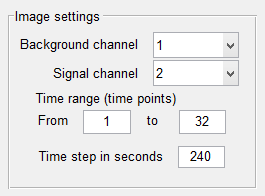 Image settings
Background channel 1
Signal channel 2
Time range (time points)
From 1 to 32
Time step in seconds 240